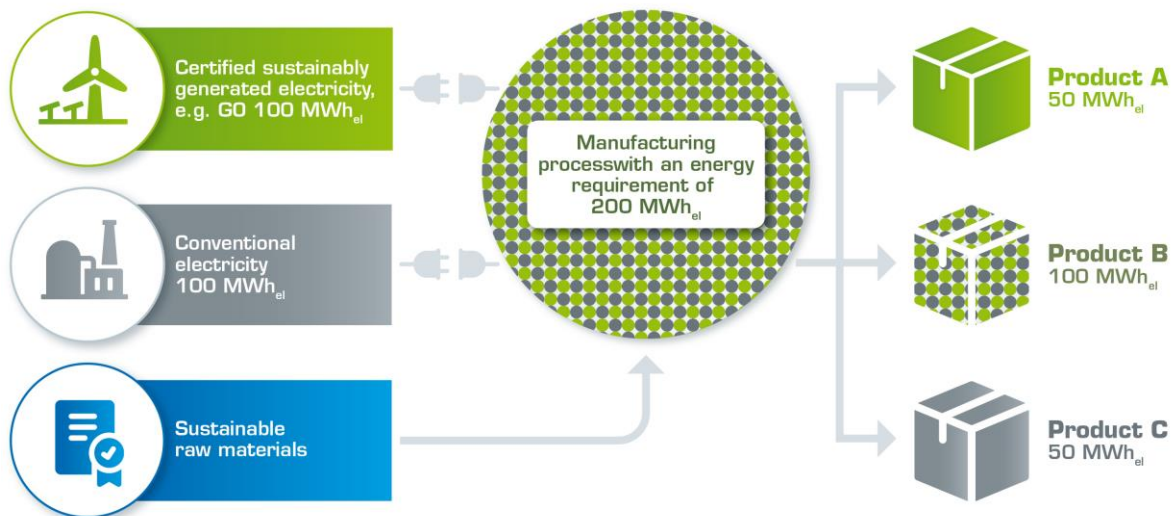 Certified sustainably
generated electricity,
e.g. GO 100 MWhel
Conventional
electricity
100 MWhel
Sustainable
raw materials
Manufacturing
processwith an energy
requirement of
200 MWhel
Product A
50 MWhel
Product B
100 MWhel
Product C
50 MWhel